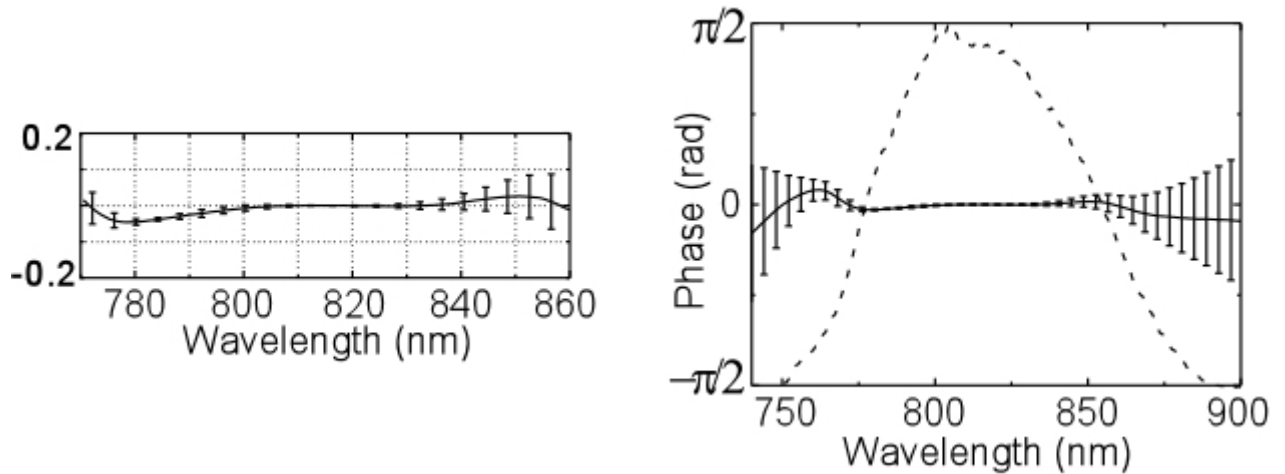 0.2
-0.2
780 800 820 840 860
Wavelength (nm)
π/2
0
−π/2
Phase (rad)
750 800 850 900
Wavelength (nm)